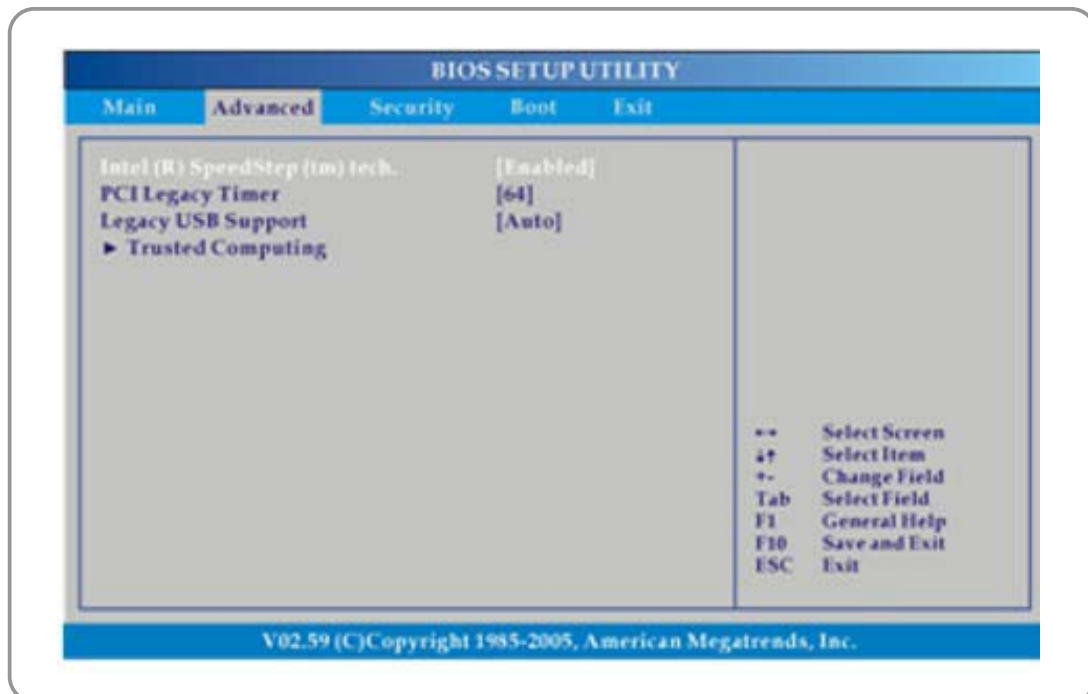 BIOS SETUP UTILITY
Main Advanced Security Boot Exit
Intel (R) SpeedStep (tm) tech. [Enabled]
PCI Legacy Timer [64]
Legacy USB Support [Auto]
► Trusted Computing
←→ Select Screen
↓↑ Select Item
+- Change Field
Tab Select Field
F1 General Help
F10 Save and Exit
ESC Exit
V02.59 (C)Copyright 1985-2005, American Megatrends, Inc.